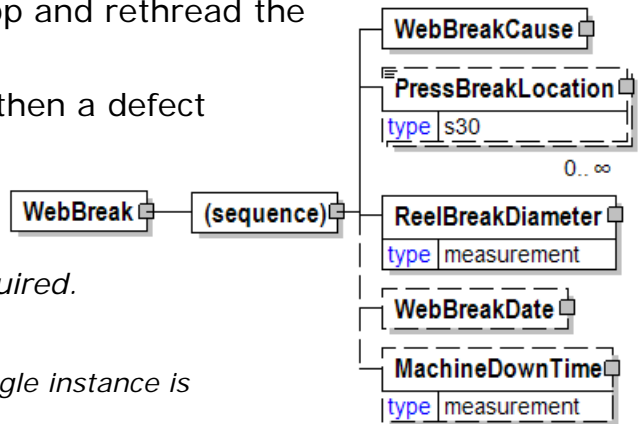 op and rethread the
then a defect
uired.
gle instance is
WebBreak
(sequence)
WebBreakCause
PressBreakLocation
type s30
0.. ∞
ReelBreakDiameter
type measurement
WebBreakDate
MachineDownTime
type measurement